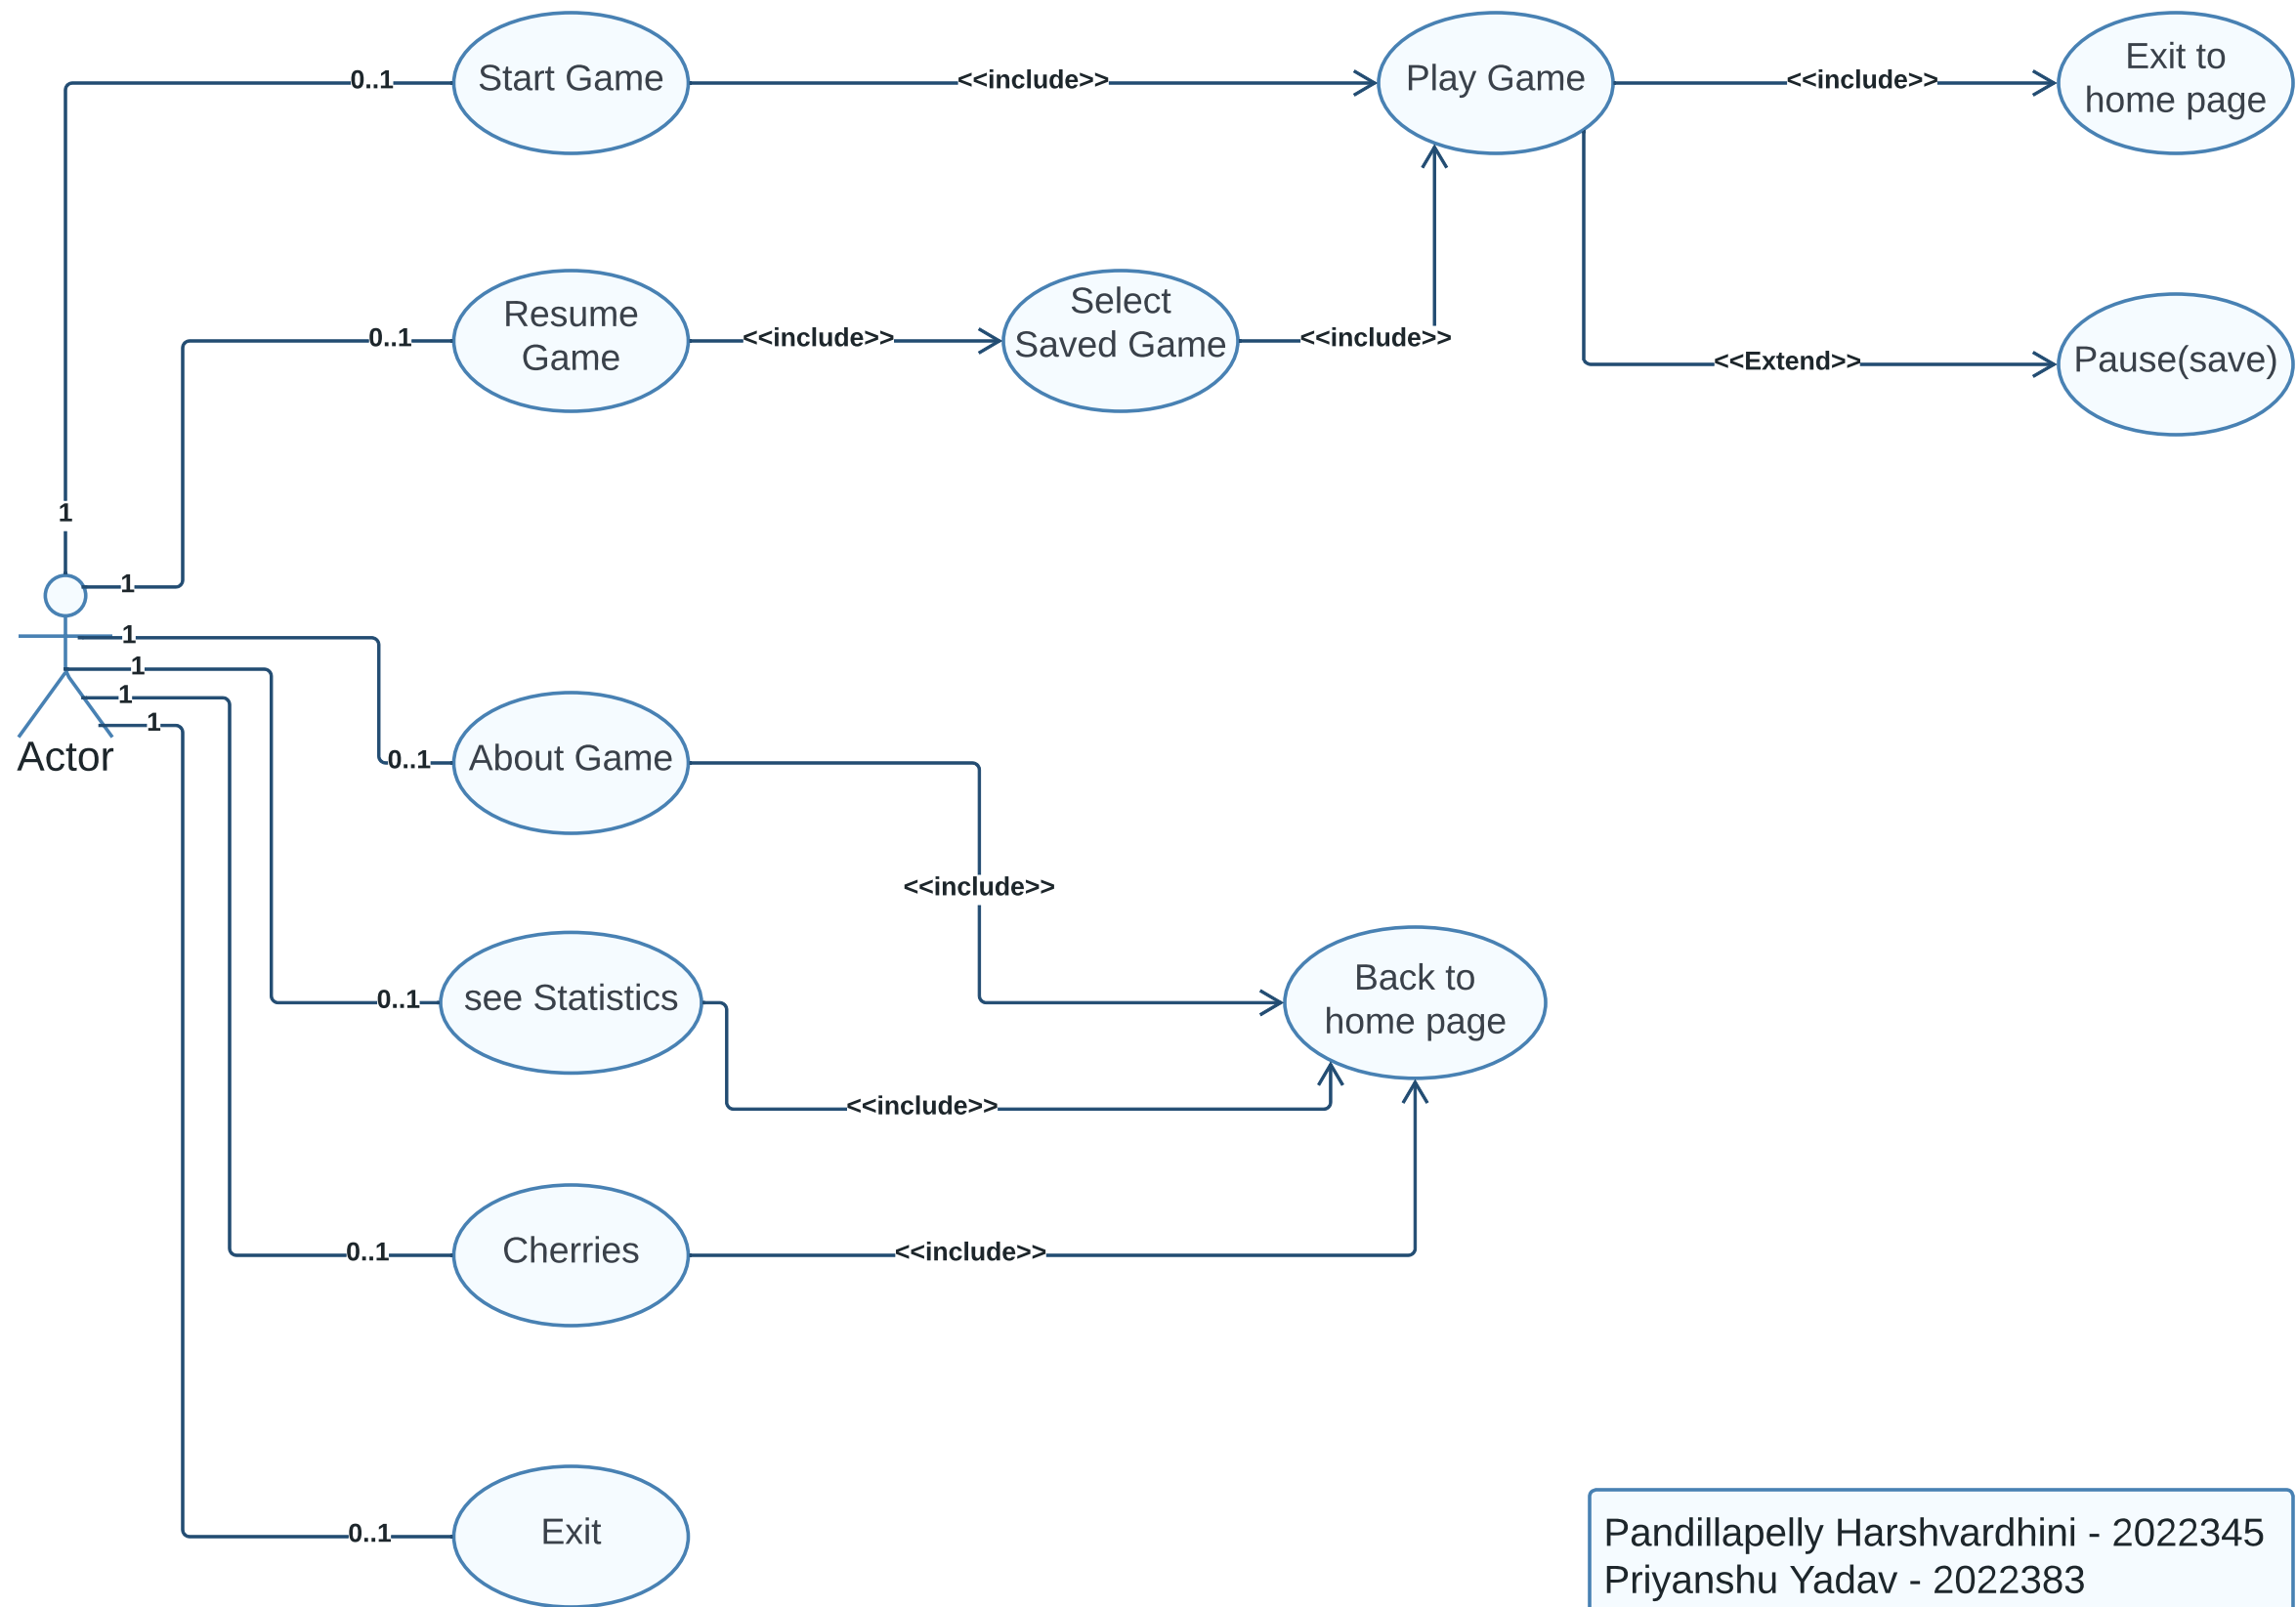 0..1
Start Game
<<include>>
Play Game
<<include>>
Exit to
home page
0..1
Resume
Game
<<include>>
Select
Saved Game
<<include>>
<<Extend>>
Pause(save)
1
1
1
1
1
1
Actor
0..1
About Game
<<include>>
0..1
see Statistics
Back to
home page
<<include>>
0..1
Cherries
<<include>>
0..1
Exit
Pandillapelly Harshvardhini - 2022345
Priyanshu Yadav - 2022383